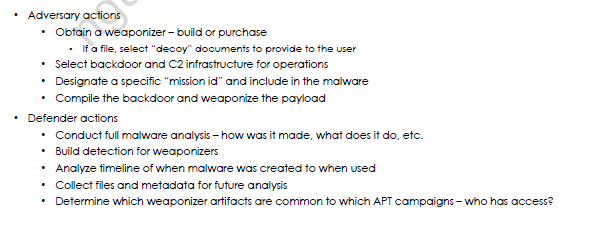 • Adversary actions
• Obtain a weaponizer – build or purchase
• If a file, select "decoy" documents to provide to the user
• Select backdoor and C2 infrastructure for operations
• Designate a specific "mission id" and include in the malware
• Compile the backdoor and weaponize the payload
• Defender actions
• Conduct full malware analysis – how was it made, what does it do, etc.
• Build detection for weaponizers
• Analyze timeline of when malware was created to when used
• Collect files and metadata for future analysis
• Determine which weaponizer artifacts are common to which APT campaigns – who has access?